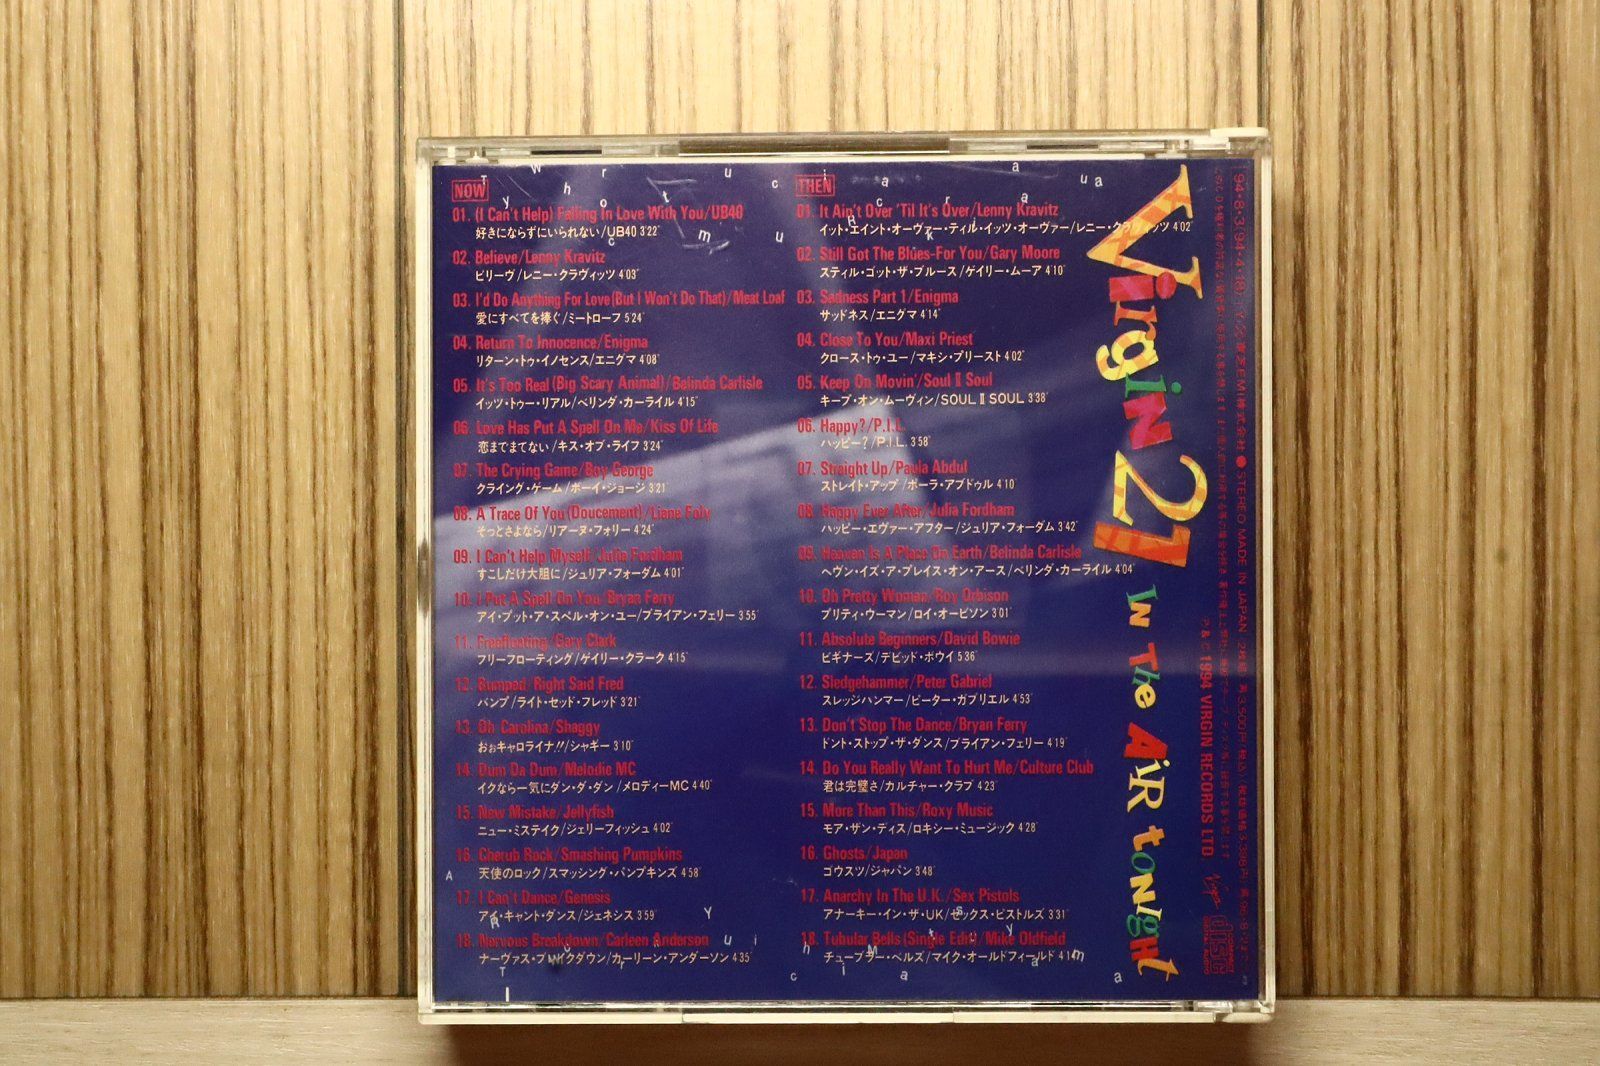 NOW
01. (I Can't Help) Falling In Love With You/UB40
好きにならずにいられない/UB40 3'22"
02. Believe/Lenny Kravitz
ビリーヴ/レニー・クラヴィッツ 4'03"
03. I'd Do Anything For Love(But I Won't Do That)/Meat Loaf
愛にすべてを捧ぐ/ミートローフ 5'24"
04. Return To Innocence/Enigma
リターン・トゥ・イノセンス/エニグマ 4'08"
05. It's Too Real (Big Scary Animal)/Belinda Carlisle
イッツ・トゥー・リアル/ベリンダ・カーライル 4'15"
06. Love Has Put A Spell On Me/Kiss Of Life
恋までまてない/キス・オブ・ライフ 3'24"
07. The Crying Game/Boy George
クライング・ゲーム/ボーイ・ジョージ 3'21"
08. A Trace Of You (Doucement)/Liane Foly
そっとさよなら/リアーヌ・フォリー 4'24"
09. I Can't Help Myself/Julia Fordham
すこしだけ大胆に/ジュリア・フォーダム 4'01"
10. I Put A Spell On You/Bryan Ferry
アイ・プット・ア・スペル・オン・ユー/ブライアン・フェリー 3'55"
11. Freefloating/Gary Clark
フリーフローティング/ゲイリー・クラーク 4'15"
12. Bumped/Right Said Fred
バンプ/ライト・セッド・フレッド 3'21"
13. Oh Carolina/Shaggy
おぉキャロライナ!!/シャギー 3'10"
14. Dum Da Dum/Melodie MC
イクなら一気にダン・ダ・ダン/メロディーMC 4'40"
15. New Mistake/Jellyfish
ニュー・ミステイク/ジェリーフィッシュ 4'02"
16. Cherub Rock/Smashing Pumpkins
天使のロック/スマッシング・パンプキンズ 4'58"
17. I Can't Dance/Genesis
アイ・キャント・ダンス/ジェネシス 3'59"
18. Nervous Breakdown/Carleen Anderson
ナーヴァス・ブレイクダウン/カーリーン・アンダーソン 4'35"
THEN
01. It Ain't Over 'Til It's Over/Lenny Kravitz
イット・エイント・オーヴァー・ティル・イッツ・オーヴァー/レニー・クラヴィッツ 4'02"
02. Still Got The Blues-For You/Gary Moore
スティル・ゴット・ザ・ブルース/ゲイリー・ムーア 4'10"
03. Sadness Part 1/Enigma
サッドネス/エニグマ 4'14"
04. Close To You/Maxi Priest
クロース・トゥ・ユー/マキシ・プリースト 4'02"
05. Keep On Movin'/Soul II Soul
キープ・オン・ムーヴィン/SOUL II SOUL 3'38"
06. Happy?/P.I.L.
ハッピー?/P.I.L. 3'58"
07. Straight Up/Paula Abdul
ストレイト・アップ/ポーラ・アブドゥル 4'10"
08. Happy Ever After/Julia Fordham
ハッピー・エヴァー・アフター/ジュリア・フォーダム 3'42"
09. Heaven Is A Place On Earth/Belinda Carlisle
ヘヴン・イズ・ア・プレイス・オン・アース/ベリンダ・カーライル 4'04"
10. Oh Pretty Woman/Roy Orbison
プリティ・ウーマン/ロイ・オービソン 3'01"
11. Absolute Beginners/David Bowie
ビギナーズ/デビッド・ボウイ 5'36"
12. Sledgehammer/Peter Gabriel
スレッジハンマー/ピーター・ガブリエル 4'53"
13. Don't Stop The Dance/Bryan Ferry
ドント・ストップ・ザ・ダンス/ブライアン・フェリー 4'19"
14. Do You Really Want To Hurt Me/Culture Club
君は完璧さ/カルチャー・クラブ 4'23"
15. More Than This/Roxy Music
モア・ザン・ディス/ロキシー・ミュージック 4'28"
16. Ghosts/Japan
ゴウスツ/ジャパン 3'48"
17. Anarchy In The U.K./Sex Pistols
アナーキー・イン・ザ・UK/セックス・ピストルズ 3'31"
18. Tubular Bells (Single Edit)/Mike Oldfield
チューブラー・ベルズ/マイク・オールドフィールド 4'14"
Virgin 21 In The Air tonight
STEREO MADE IN JAPAN
P & C 1994 VIRGIN RECORDS LTD.
Virgin
COMPACT disc DIGITAL AUDIO